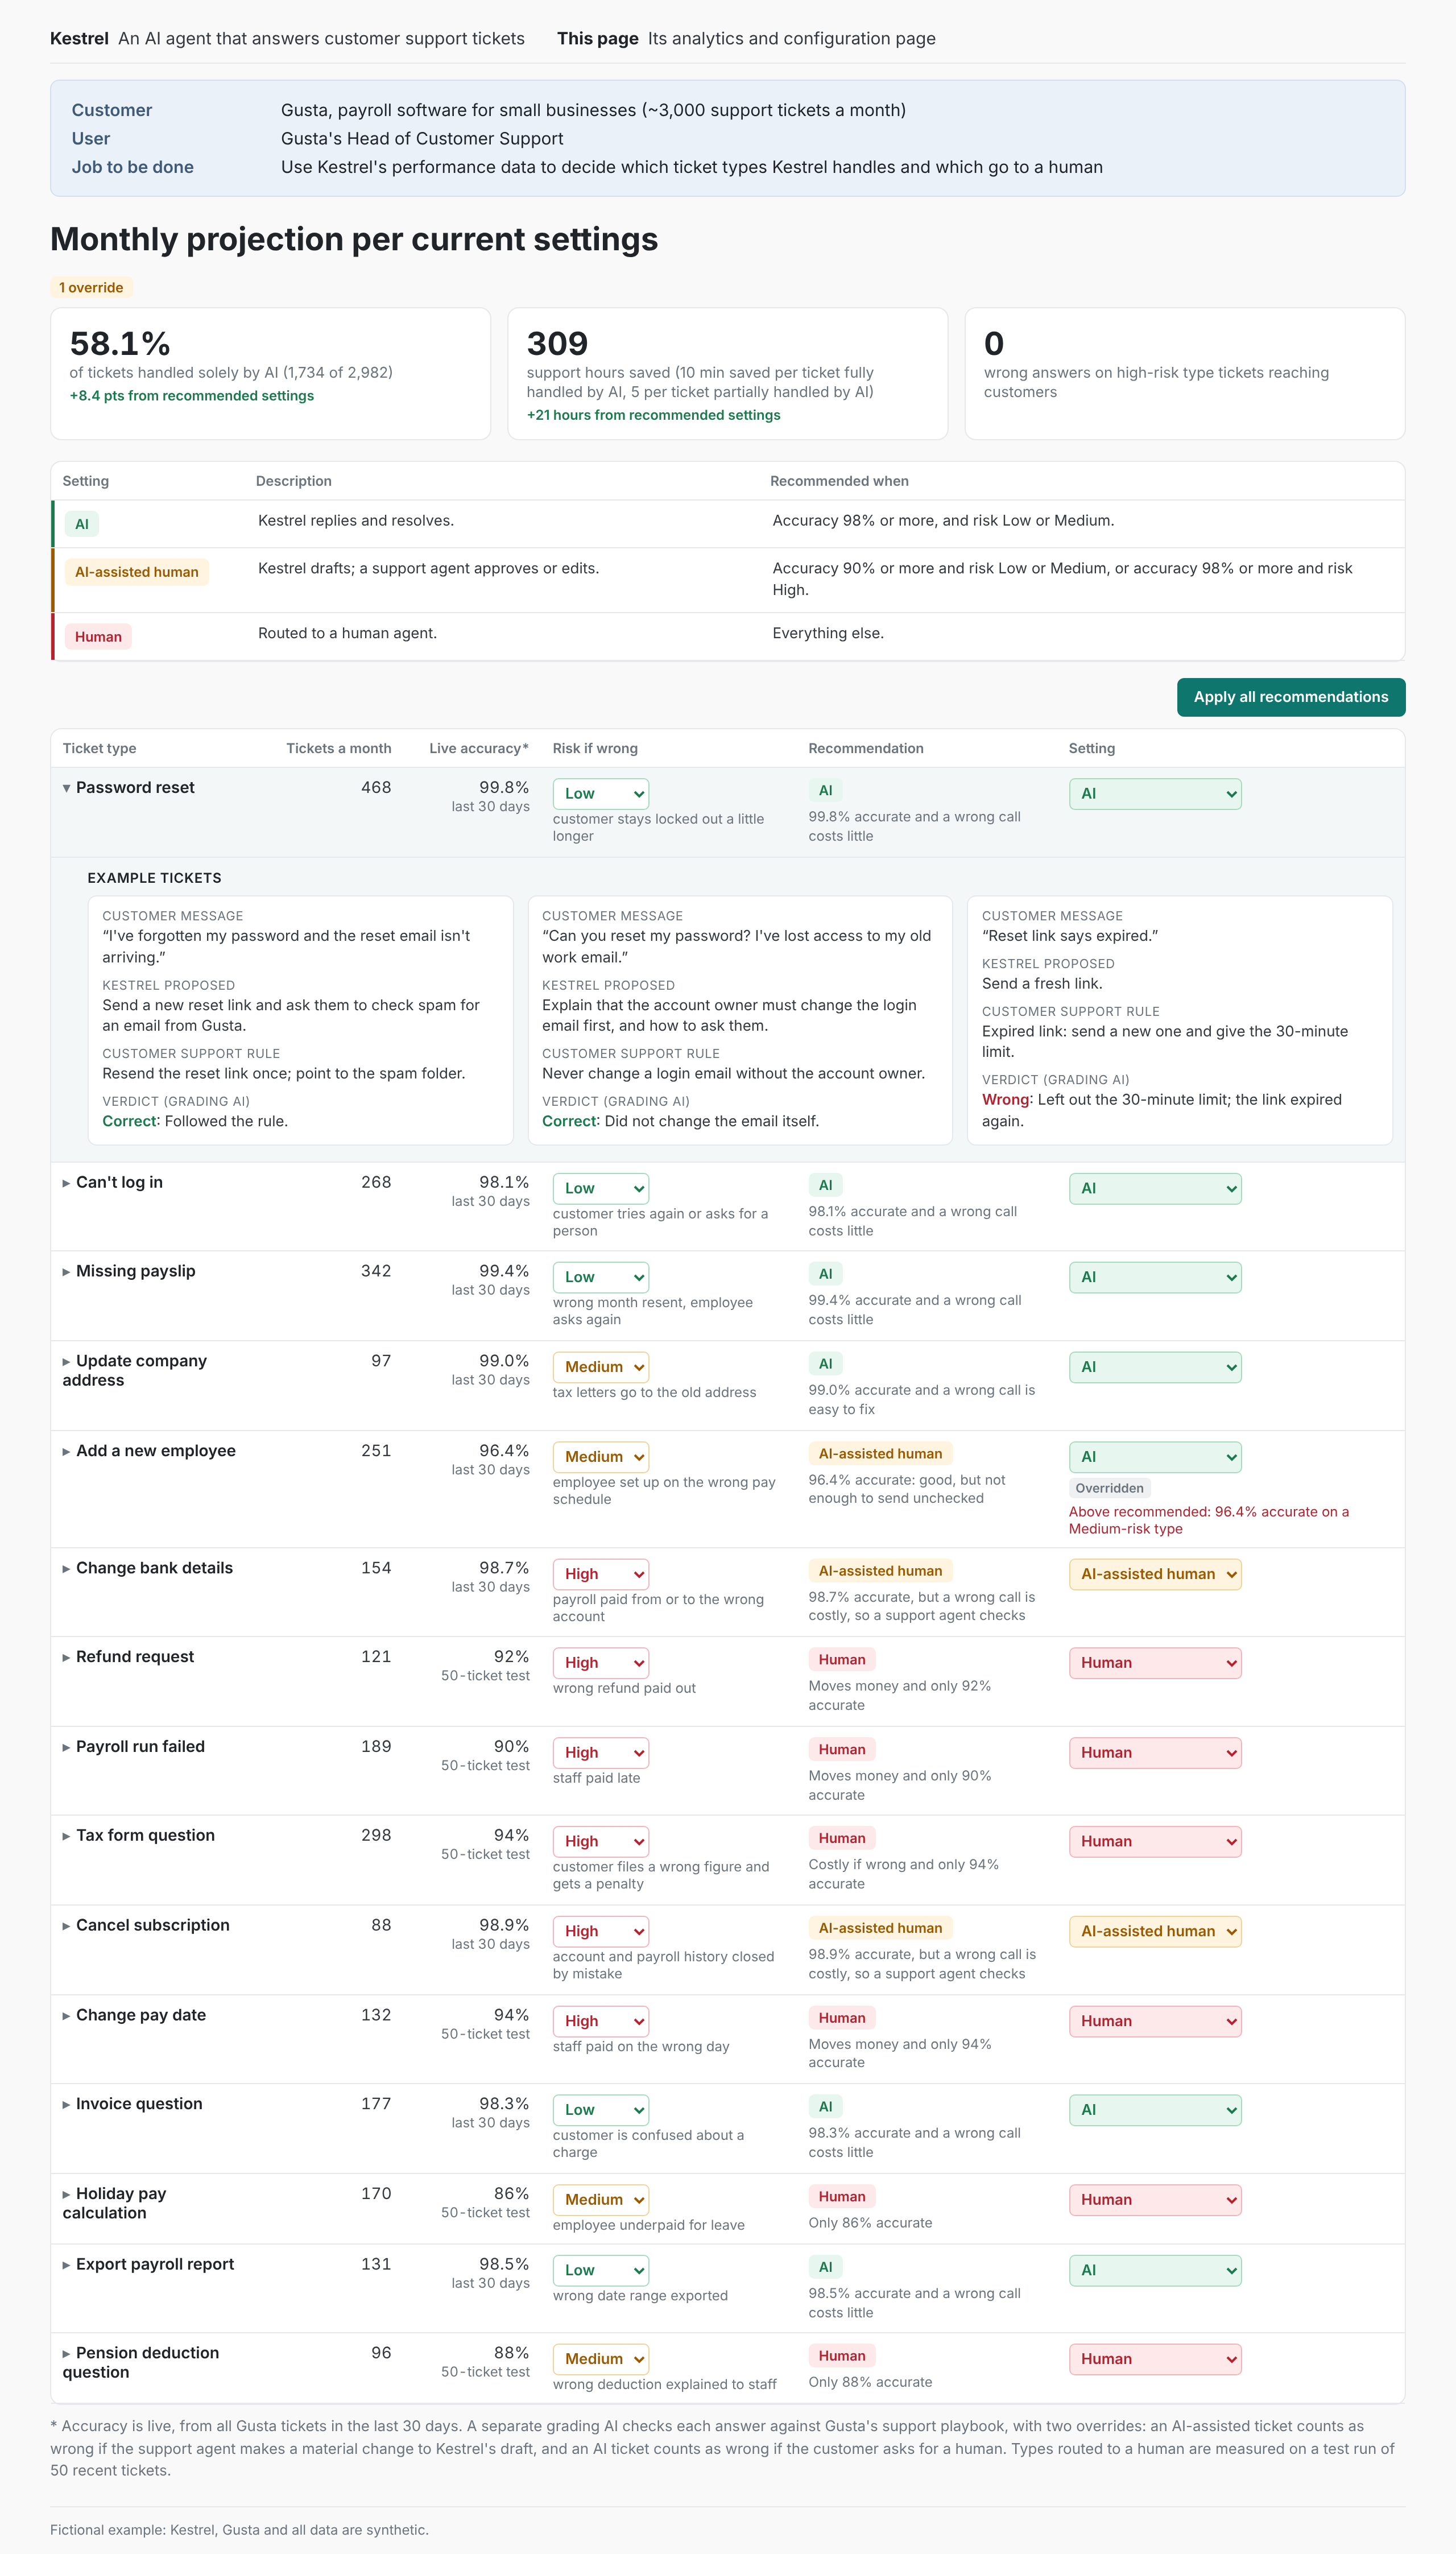 Kestrel An AI agent that answers customer support tickets This page Its analytics and configuration page
Customer Gusta, payroll software for small businesses (~3,000 support tickets a month)
User Gusta's Head of Customer Support
Job to be done Use Kestrel's performance data to decide which ticket types Kestrel handles and which go to a human
Monthly projection per current settings
1 override
58.1%
of tickets handled solely by AI (1,734 of 2,982)
+8.4 pts from recommended settings
309
support hours saved (10 min saved per ticket fully
handled by AI, 5 per ticket partially handled by AI)
+21 hours from recommended settings
0
wrong answers on high-risk type tickets reaching
customers
Setting Description Recommended when
AI Kestrel replies and resolves. Accuracy 98% or more, and risk Low or Medium.
AI-assisted human Kestrel drafts; a support agent approves or edits. Accuracy 90% or more and risk Low or Medium, or accuracy 98% or more and risk
High.
Human Routed to a human agent. Everything else.
Apply all recommendations
Ticket type Tickets a month Live accuracy* Risk if wrong Recommendation Setting
▾ Password reset 468 99.8% Low AI AI
last 30 days customer stays locked out a little 99.8% accurate and a wrong call
longer costs little
EXAMPLE TICKETS
CUSTOMER MESSAGE
“I've forgotten my password and the reset email isn't
arriving.”
KESTREL PROPOSED
Send a new reset link and ask them to check spam for
an email from Gusta.
CUSTOMER SUPPORT RULE
Resend the reset link once; point to the spam folder.
VERDICT (GRADING AI)
Correct: Followed the rule.
CUSTOMER MESSAGE
“Can you reset my password? I've lost access to my old
work email.”
KESTREL PROPOSED
Explain that the account owner must change the login
email first, and how to ask them.
CUSTOMER SUPPORT RULE
Never change a login email without the account owner.
VERDICT (GRADING AI)
Correct: Did not change the email itself.
CUSTOMER MESSAGE
“Reset link says expired.”
KESTREL PROPOSED
Send a fresh link.
CUSTOMER SUPPORT RULE
Expired link: send a new one and give the 30-minute
limit.
VERDICT (GRADING AI)
Wrong: Left out the 30-minute limit; the link expired
again.
▸ Can't log in 268 98.1% Low AI AI
last 30 days customer tries again or asks for a 98.1% accurate and a wrong call
person costs little
▸ Missing payslip 342 99.4% Low AI AI
last 30 days wrong month resent, employee 99.4% accurate and a wrong call
asks again costs little
▸ Update company 97 99.0% Medium AI AI
address last 30 days tax letters go to the old address 99.0% accurate and a wrong call is
easy to fix
▸ Add a new employee 251 96.4% Medium AI-assisted human AI
last 30 days employee set up on the wrong pay 96.4% accurate: good, but not Overridden
schedule enough to send unchecked Above recommended: 96.4% accurate on a
Medium-risk type
▸ Change bank details 154 98.7% High AI-assisted human AI-assisted human
last 30 days payroll paid from or to the wrong 98.7% accurate, but a wrong call is
account costly, so a support agent checks
▸ Refund request 121 92% High Human Human
50-ticket test wrong refund paid out Moves money and only 92%
accurate
▸ Payroll run failed 189 90% High Human Human
50-ticket test staff paid late Moves money and only 90%
accurate
▸ Tax form question 298 94% High Human Human
50-ticket test customer files a wrong figure and Costly if wrong and only 94%
gets a penalty accurate
▸ Cancel subscription 88 98.9% High AI-assisted human AI-assisted human
last 30 days account and payroll history closed 98.9% accurate, but a wrong call is
by mistake costly, so a support agent checks
▸ Change pay date 132 94% High Human Human
50-ticket test staff paid on the wrong day Moves money and only 94%
accurate
▸ Invoice question 177 98.3% Low AI AI
last 30 days customer is confused about a 98.3% accurate and a wrong call
charge costs little
▸ Holiday pay 170 86% Medium Human Human
calculation 50-ticket test employee underpaid for leave Only 86% accurate
▸ Export payroll report 131 98.5% Low AI AI
last 30 days wrong date range exported 98.5% accurate and a wrong call
costs little
▸ Pension deduction 96 88% Medium Human Human
question 50-ticket test wrong deduction explained to staff Only 88% accurate
* Accuracy is live, from all Gusta tickets in the last 30 days. A separate grading AI checks each answer against Gusta's support playbook, with two overrides: an AI-assisted ticket counts as
wrong if the support agent makes a material change to Kestrel's draft, and an AI ticket counts as wrong if the customer asks for a human. Types routed to a human are measured on a test run of
50 recent tickets.
Fictional example: Kestrel, Gusta and all data are synthetic.